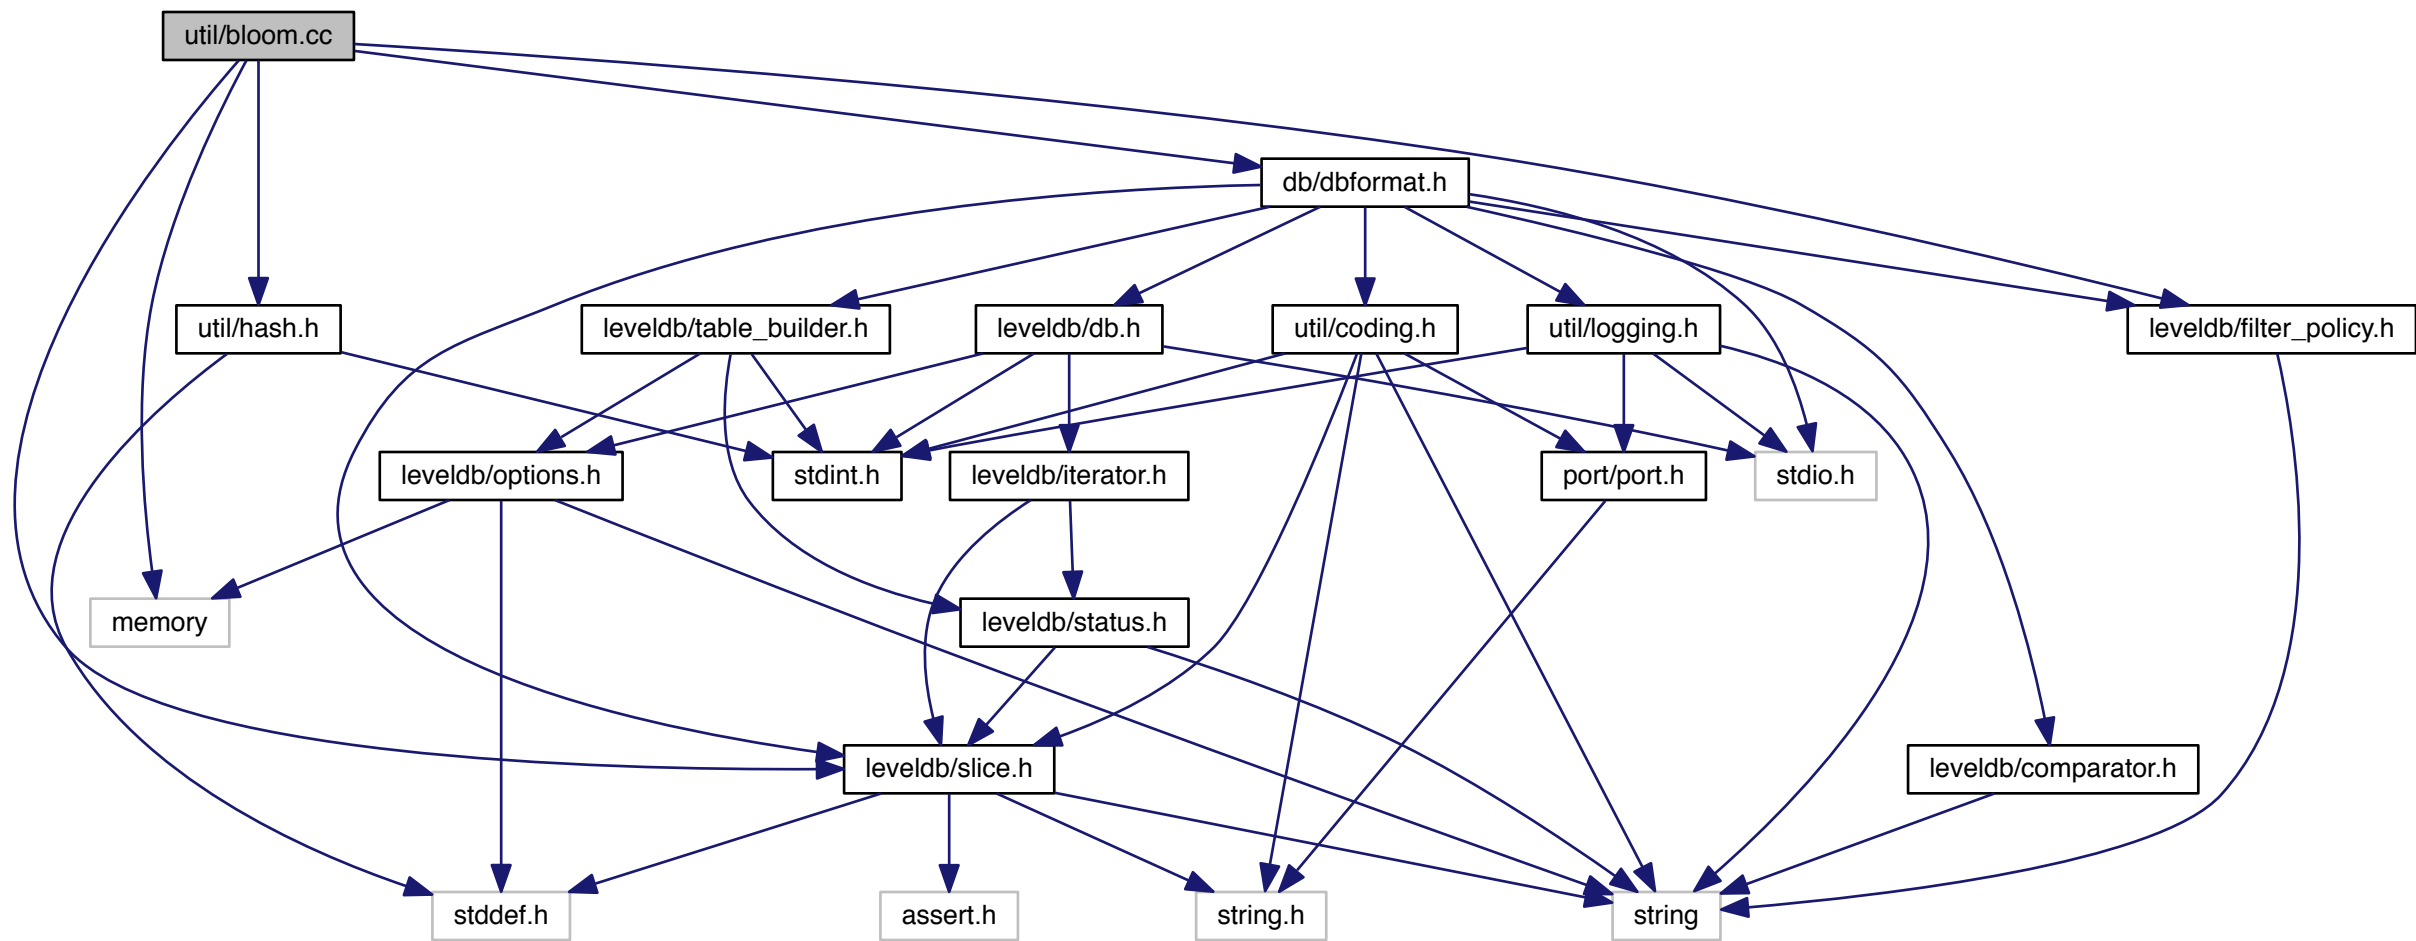 util/bloom.cc
db/dbformat.h
util/hash.h
leveldb/table_builder.h
leveldb/db.h
util/coding.h
util/logging.h
leveldb/filter_policy.h
leveldb/options.h
stdint.h
leveldb/iterator.h
port/port.h
stdio.h
memory
leveldb/status.h
leveldb/slice.h
leveldb/comparator.h
stddef.h
assert.h
string.h
string